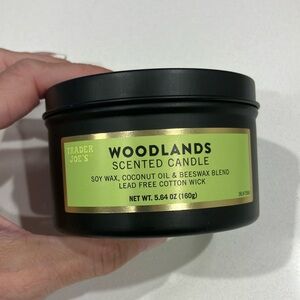 TRADER
JOE'S
WOODLANDS
SCENTED CANDLE
SOY WAX, COCONUT OIL & BEESWAX BLEND
LEAD FREE COTTON WICK
NET WT. 5.64 OZ (160g)